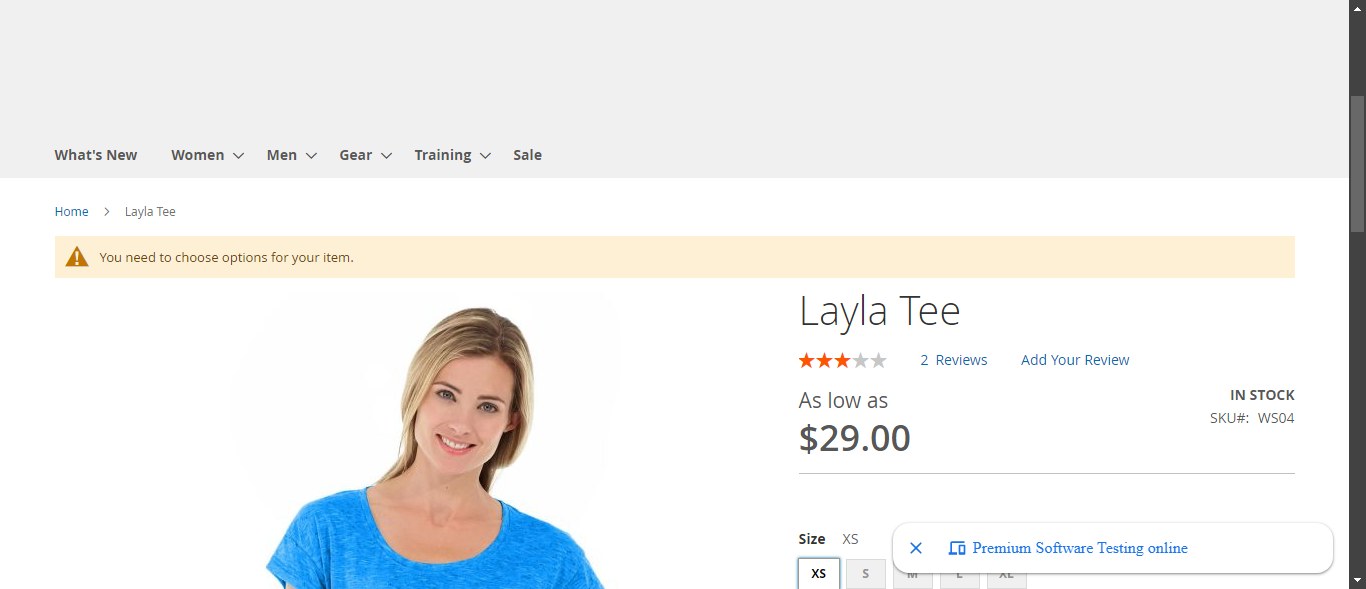 What's New Women Men Gear Training Sale
Home Layla Tee
You need to choose options for your item.
Layla Tee
2 Reviews Add Your Review
As low as
$29.00
IN STOCK
SKU#: WS04
Size XS
Premium Software Testing online
XS S M L XL